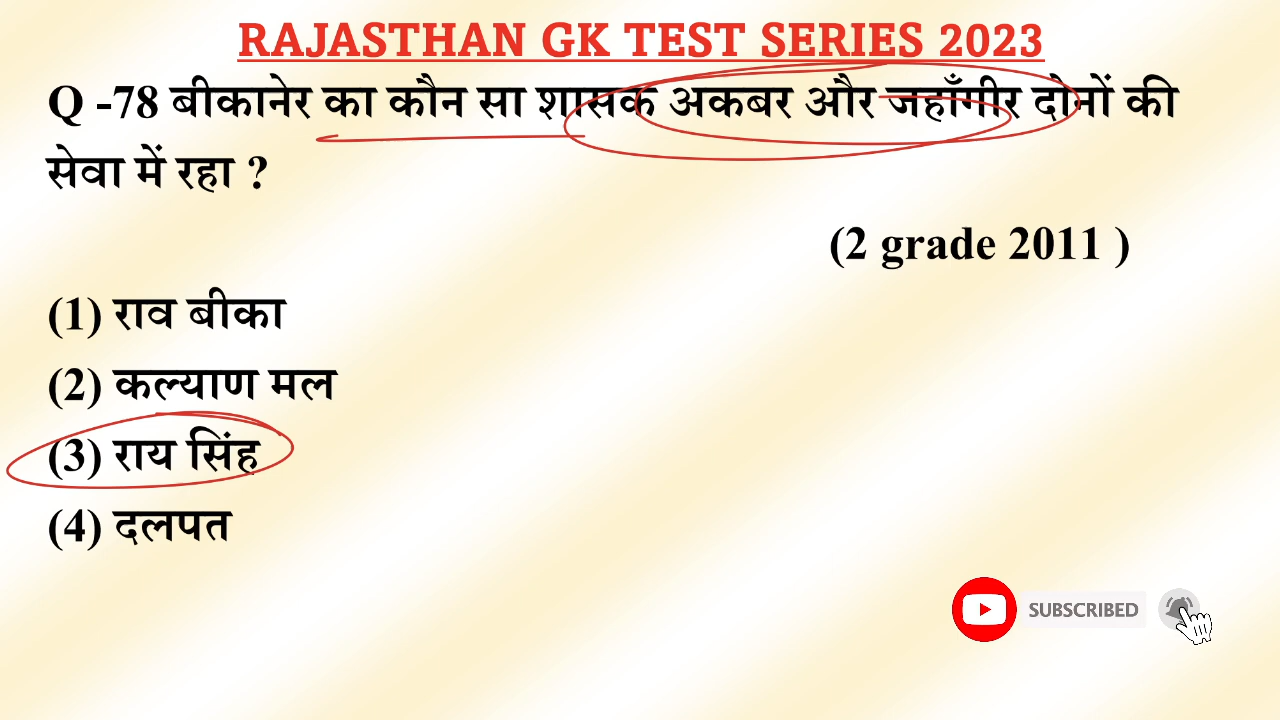 RAJASTHAN GK TEST SERIES 2023
Q -78 बीकानेर का कौन सा शासक अकबर और जहाँगीर दोनों की
सेवा में रहा ?
(2 grade 2011 )
(1) राव बीका
(2) कल्याण मल
(3) राय सिंह
(4) दलपत
SUBSCRIBED